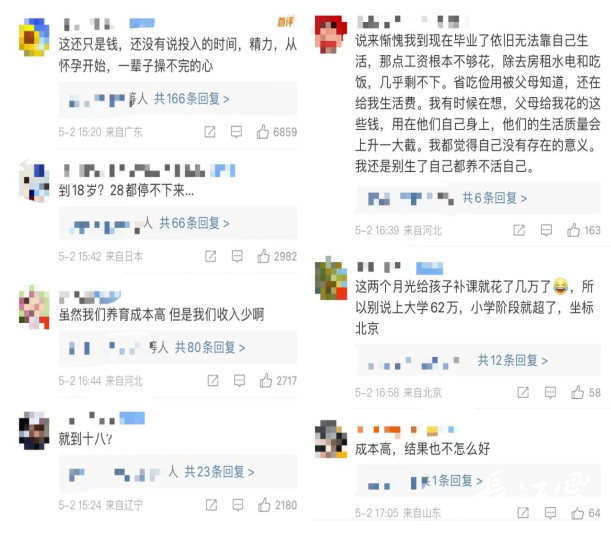 首评
这还只是钱，还没有说投入的时间，精力，从
怀孕开始，一辈子操不完的心
等人 共166条回复 >
5-2 15:20 来自广东
6859
到18岁？28都停不下来...
人 共66条回复 >
5-2 15:42 来自日本
2982
虽然我们养育成本高 但是我们收入少啊
等人 共80条回复 >
5-2 16:44 来自河北
2717
就到十八？
人 共23条回复 >
5-2 15:24 来自辽宁
2180
说来惭愧我到现在毕业了依旧无法靠自己生
活，那点工资根本不够花，除去房租水电和吃
饭，几乎剩不下。省吃俭用被父母知道，还在
给我生活费。我有时候在想，父母给我花的这
些钱，用在他们自己身上，他们的生活质量会
上升一大截。我都觉得自己没有存在的意义。
我还是别生了自己都养不活自己。
共6条回复 >
5-2 16:39 来自河北
163
这两个月光给孩子补课就花了几万了😂，所
以别说上大学62万，小学阶段就超了，坐标
北京
共12条回复 >
5-2 16:58 来自北京
58
成本高，结果也不怎么好
共1条回复 >
5-2 17:05 来自山东
64
长江云